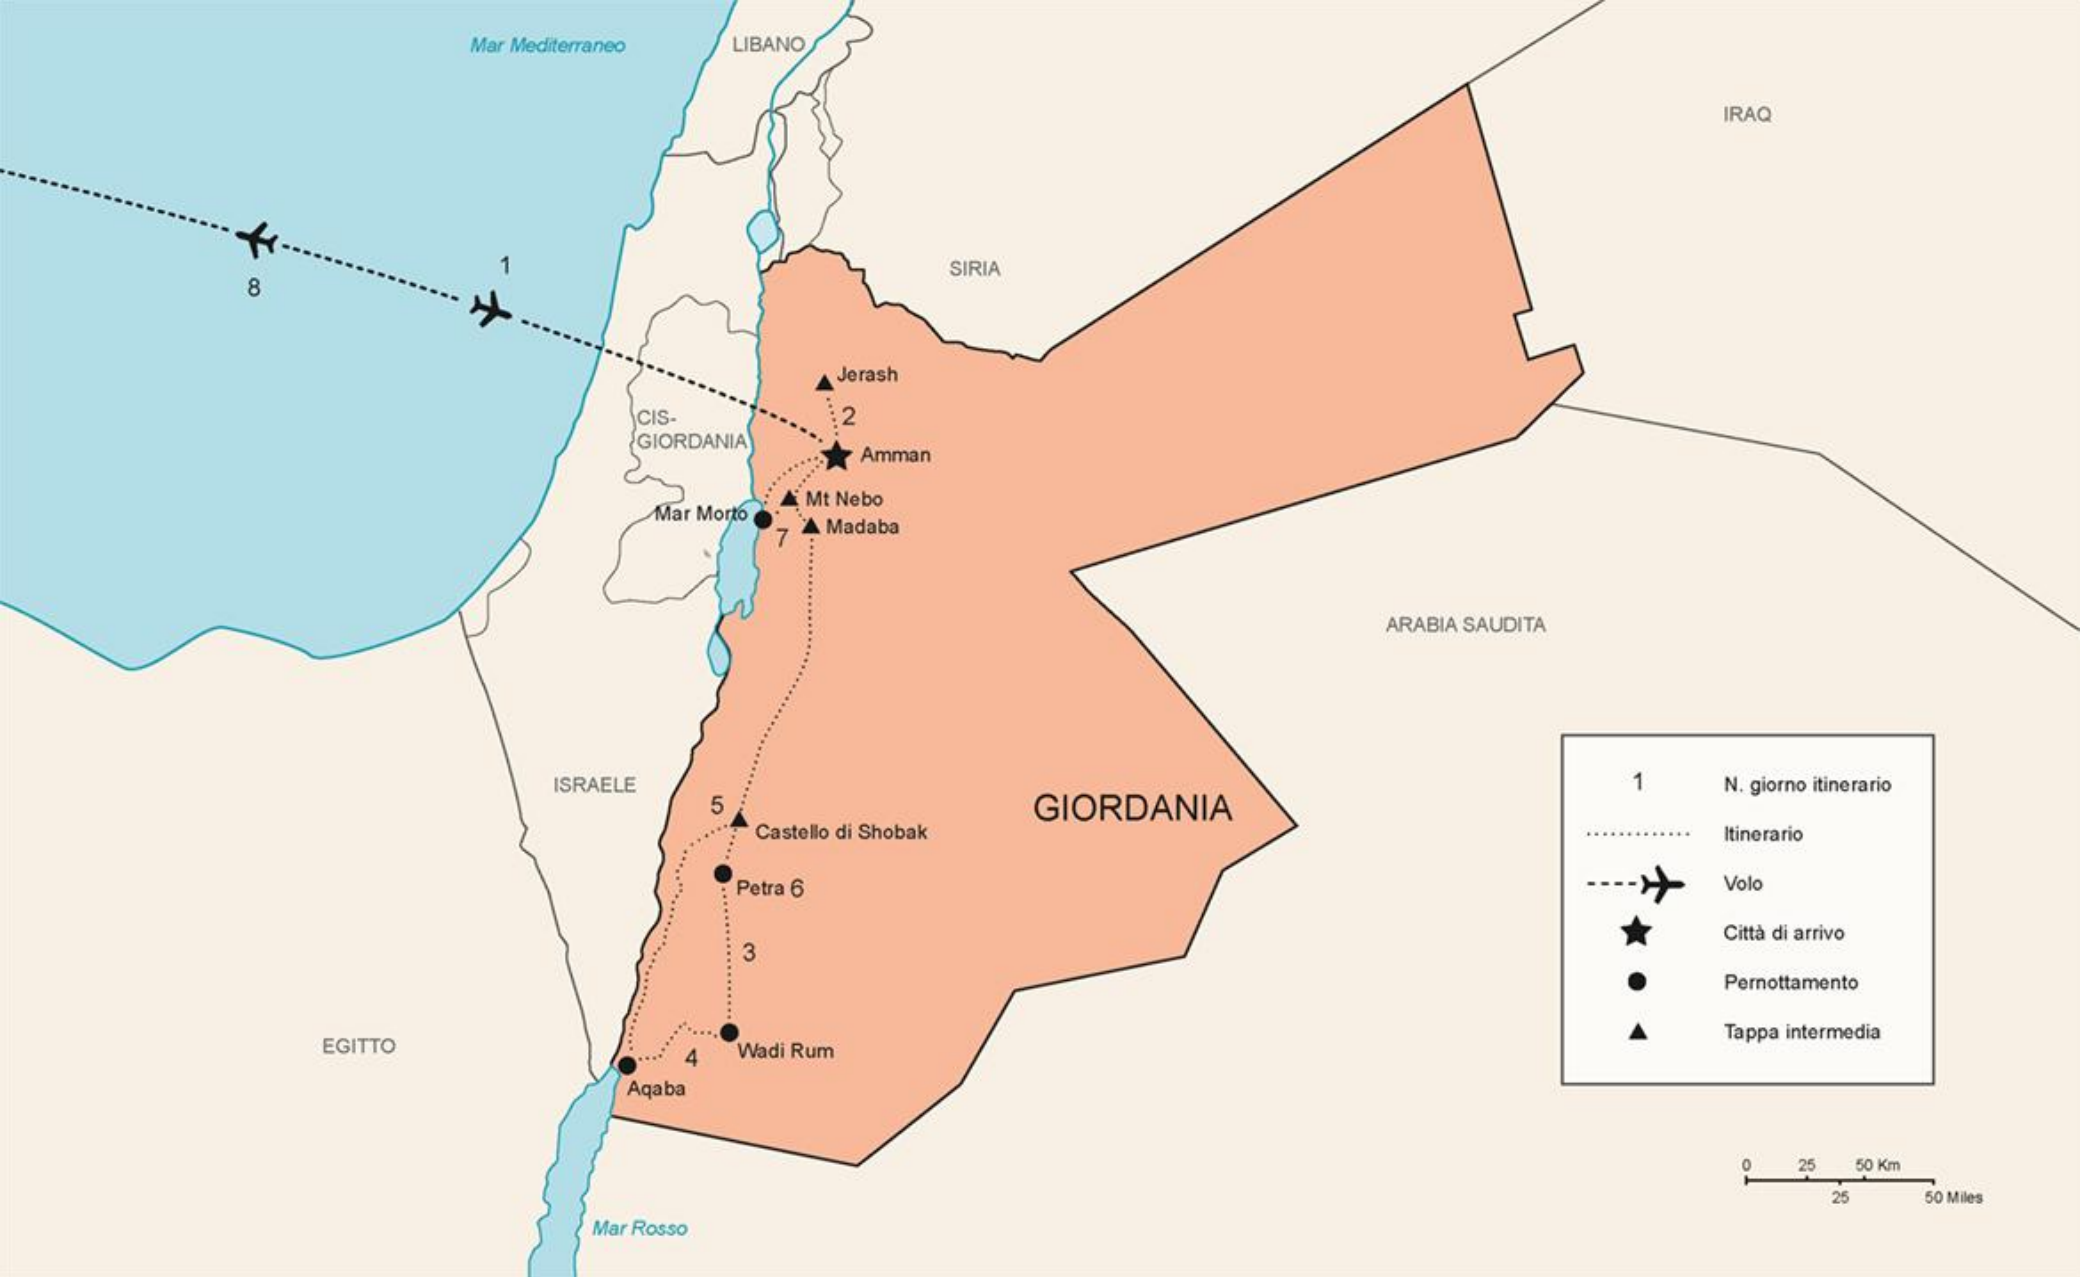 Mar Mediterraneo
LIBANO
IRAQ
SIRIA
1
8
Jerash
2
CIS-
GIORDANIA
Amman
Mt Nebo
Mar Morto
Madaba
7
ARABIA SAUDITA
ISRAELE
5
Castello di Shobak
GIORDANIA
Petra 6
3
EGITTO
4
Wadi Rum
Aqaba
Mar Rosso
1 N. giorno itinerario
Itinerario
Volo
Città di arrivo
Pernottamento
Tappa intermedia
0 25 50 Km
25 50 Miles